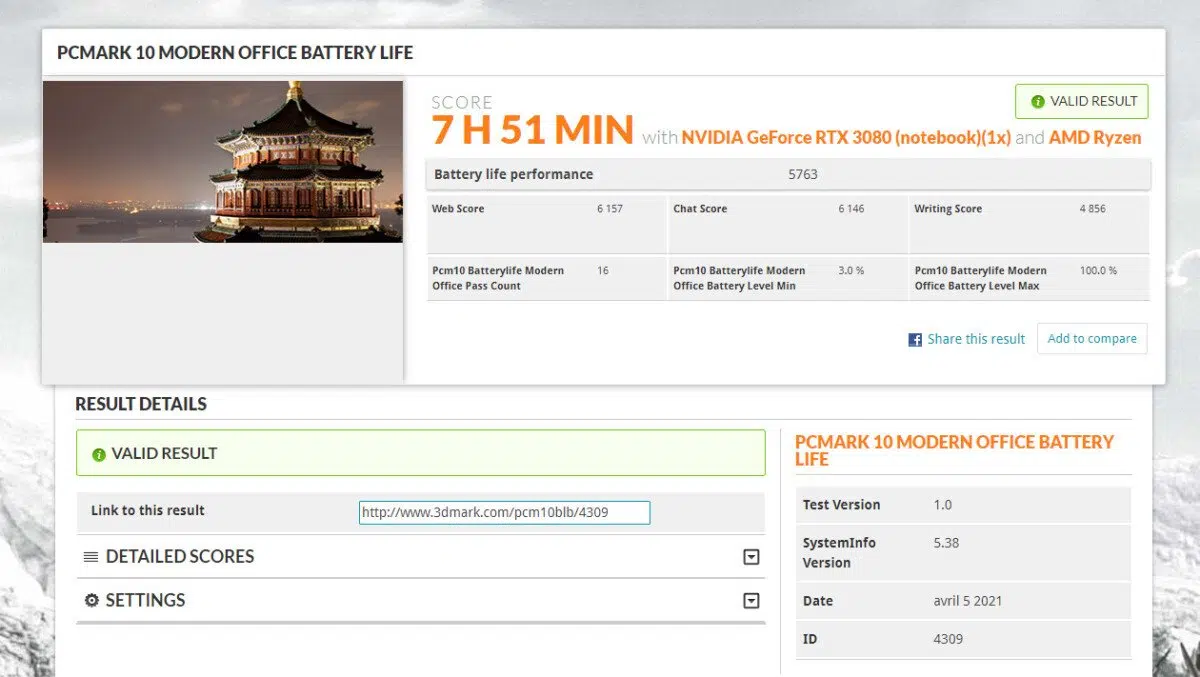 PCMARK 10 MODERN OFFICE BATTERY LIFE
VALID RESULT
SCORE
7 H 51 MIN with NVIDIA GeForce RTX 3080 (notebook)(1x) and AMD Ryzen
Battery life performance 5763
Web Score 6 157 Chat Score 6 146 Writing Score 4 856
Pcm10 Batterylife Modern 16 Pcm10 Batterylife Modern 3.0 % Pcm10 Batterylife Modern 100.0 %
Office Pass Count Office Battery Level Min Office Battery Level Max
Share this result Add to compare
RESULT DETAILS
VALID RESULT
Link to this result http://www.3dmark.com/pcm10blb/4309
DETAILED SCORES
SETTINGS
PCMARK 10 MODERN OFFICE BATTERY
LIFE
Test Version 1.0
SystemInfo 5.38
Version
Date avril 5 2021
ID 4309